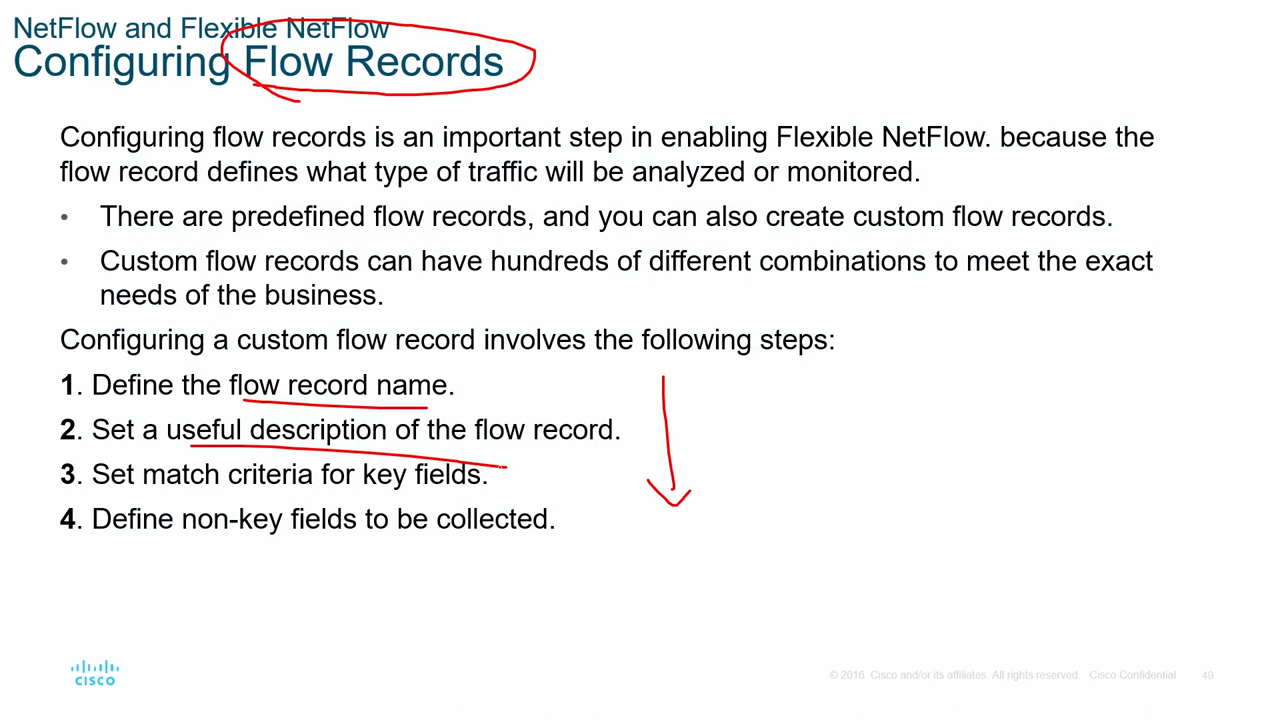 NetFlow and Flexible NetFlow
Configuring Flow Records
Configuring flow records is an important step in enabling Flexible NetFlow. because the
flow record defines what type of traffic will be analyzed or monitored.
• There are predefined flow records, and you can also create custom flow records.
• Custom flow records can have hundreds of different combinations to meet the exact
needs of the business.
Configuring a custom flow record involves the following steps:
1. Define the flow record name.
2. Set a useful description of the flow record.
3. Set match criteria for key fields.
4. Define non-key fields to be collected.
CISCO
© 2016 Cisco and/or its affiliates. All rights reserved. Cisco Confidential 49